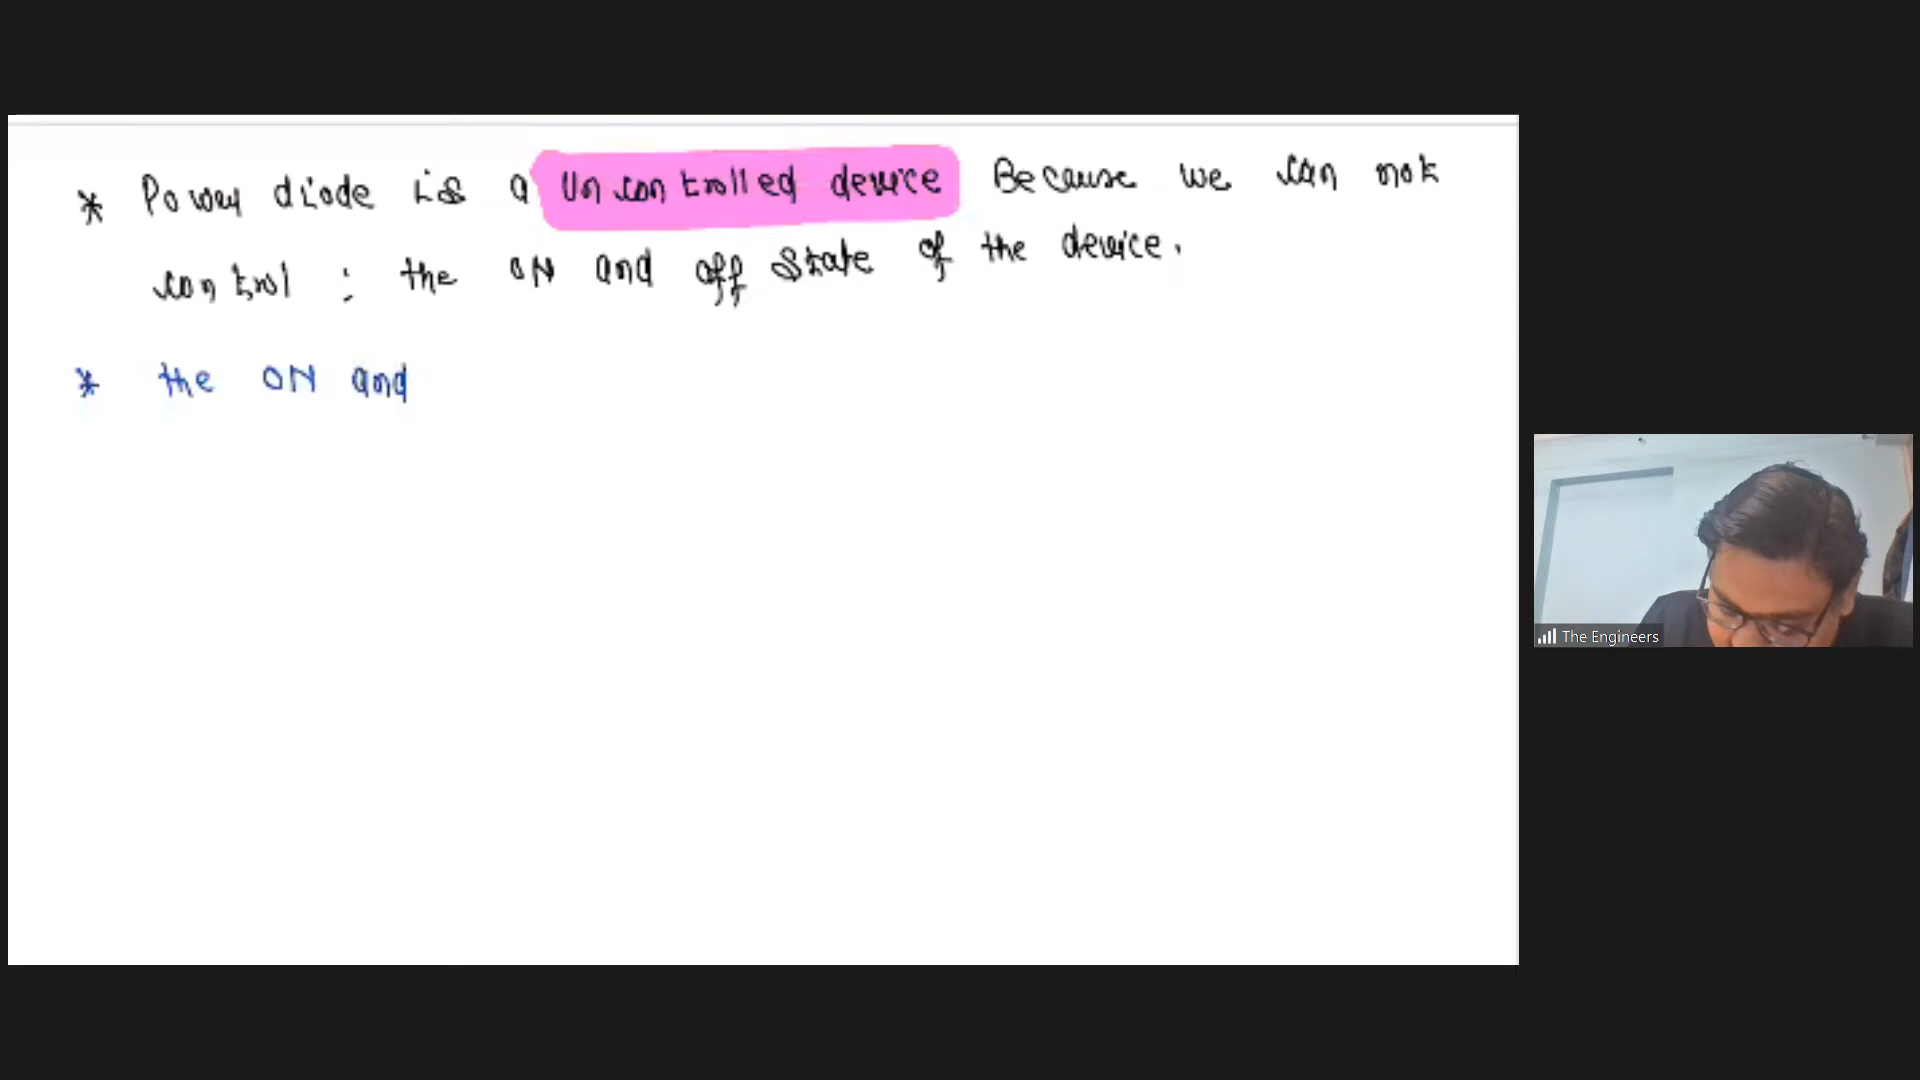 * Power diode is a Uncontrolled device Because we can not
control : the ON and off state of the device.
* the ON and
The Engineers